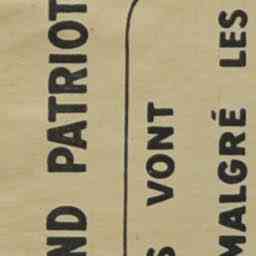 ND PATRIOT
S VONT
MALGRÉ LES